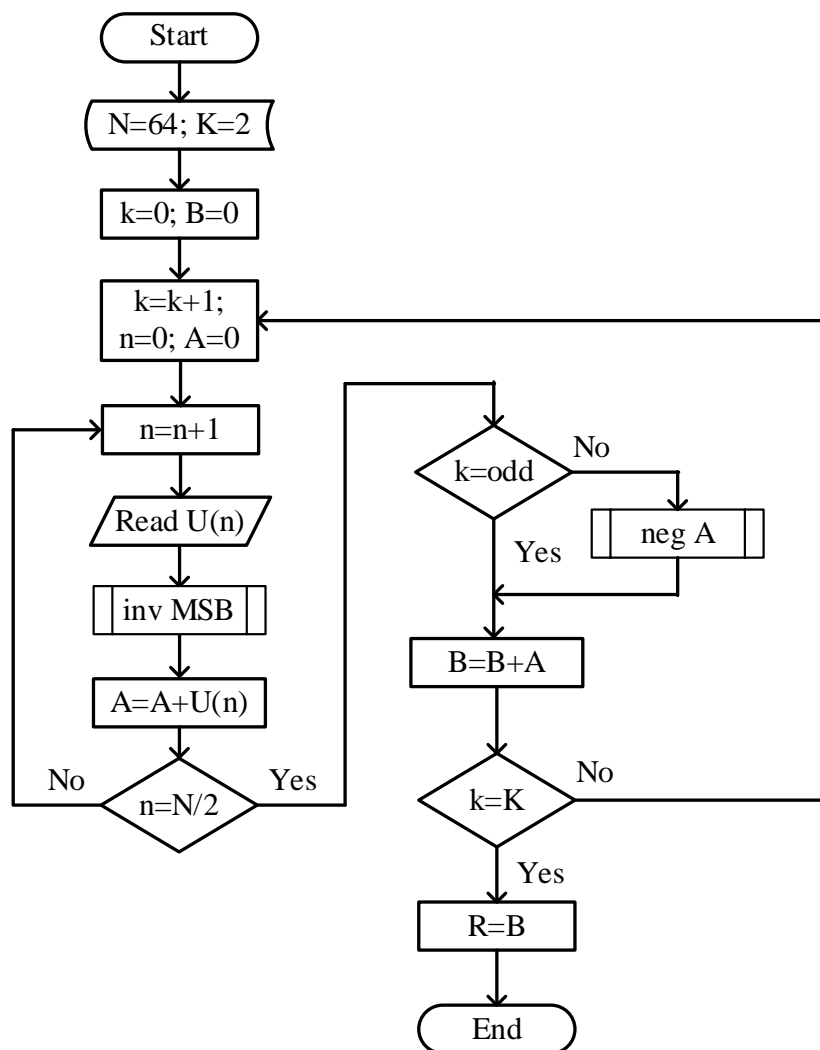 Start
N=64; K=2
k=0; B=0
k=k+1;
n=0; A=0
n=n+1
Read U(n)
inv MSB
A=A+U(n)
No
n=N/2
Yes
k=odd
No
neg A
Yes
B=B+A
k=K
No
Yes
R=B
End